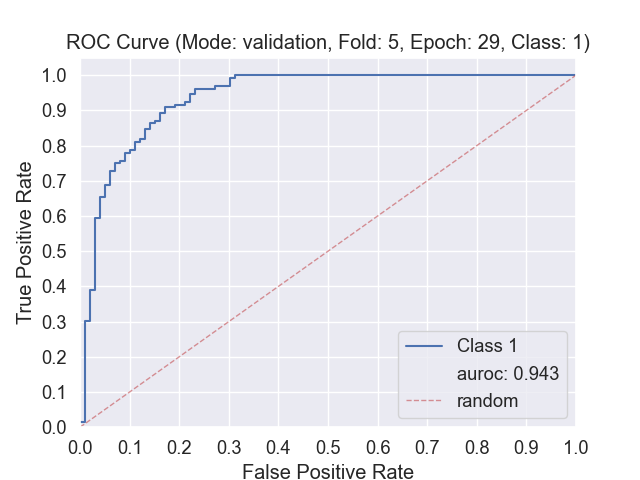 ROC Curve (Mode: validation, Fold: 5, Epoch: 29, Class: 1)
True Positive Rate
1.0
0.9
0.8
0.7
0.6
0.5
0.4
0.3
0.2
0.1
0.0
Class 1
auroc: 0.943
random
0.0 0.1 0.2 0.3 0.4 0.5 0.6 0.7 0.8 0.9 1.0
False Positive Rate